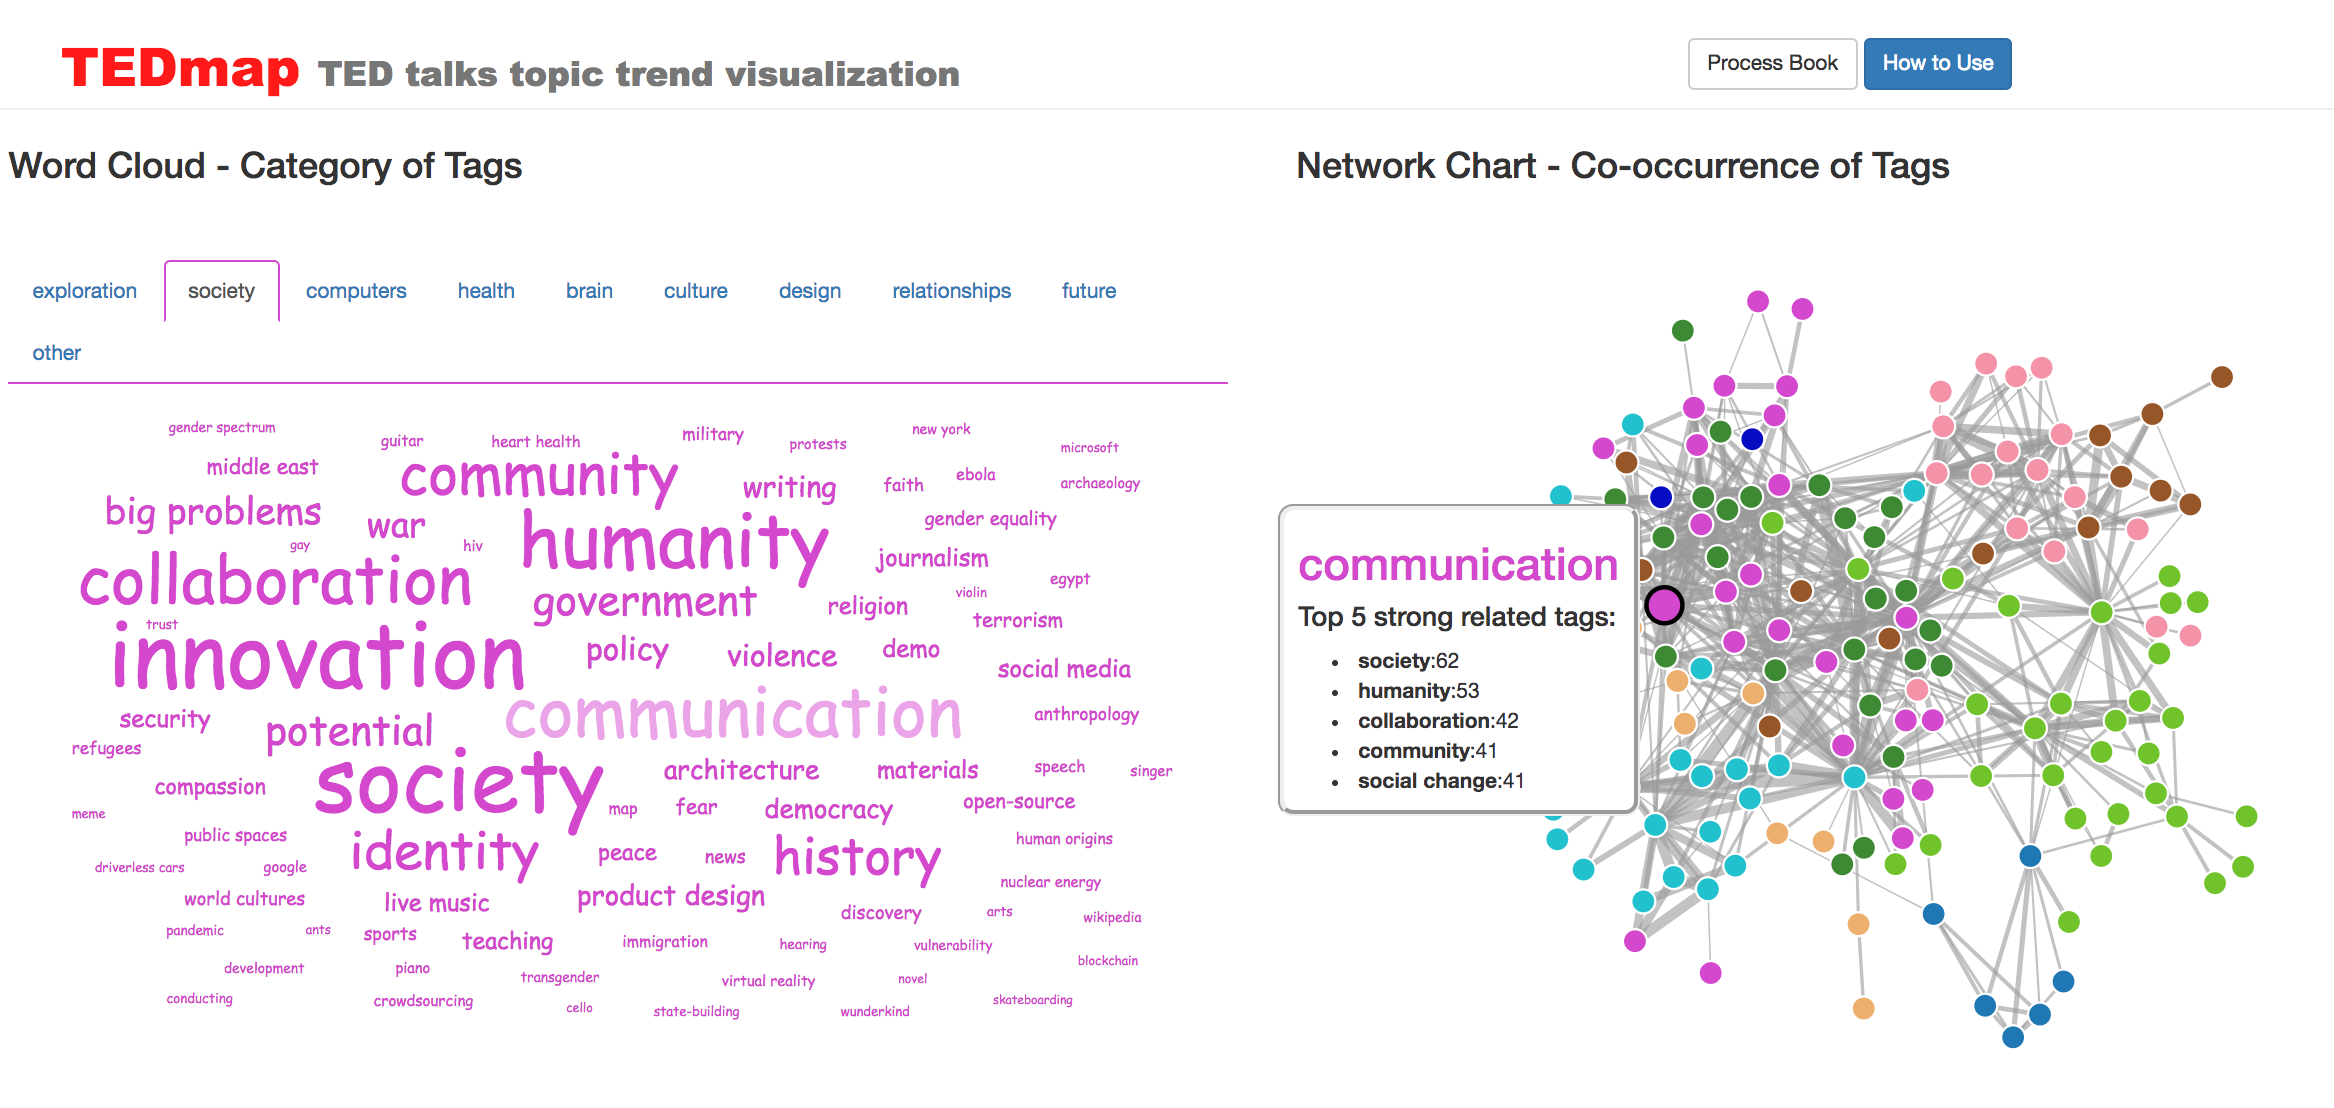 TEDmap TED talks topic trend visualization
Process Book
How to Use
Word Cloud - Category of Tags
Network Chart - Co-occurrence of Tags
exploration society computers health brain culture design relationships future
other
gender spectrum
guitar
heart health
military
protests
new york
microsoft
middle east
community
writing
faith
ebola
archaeology
big problems
war
humanity
gender equality
gay
hiv
journalism
collaboration
government
religion
violin
egypt
terrorism
trust
innovation
policy
violence
demo
social media
security
potential
communication
anthropology
refugees
society
architecture
materials
speech
singer
compassion
map
fear
democracy
open-source
meme
public spaces
identity
peace
news
history
human origins
driverless cars
google
world cultures
live music
product design
nuclear energy
discovery
arts
wikipedia
pandemic
ants
sports
teaching
immigration
hearing
vulnerability
blockchain
development
piano
transgender
virtual reality
novel
conducting
crowdsourcing
cello
state-building
wunderkind
skateboarding
communication
Top 5 strong related tags:
• society:62
• humanity:53
• collaboration:42
• community:41
• social change:41